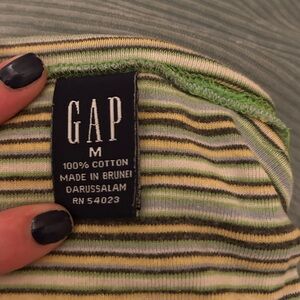 GAP
M
100% COTTON
MADE IN BRUNEI
DARUSSALAM
RN 54023